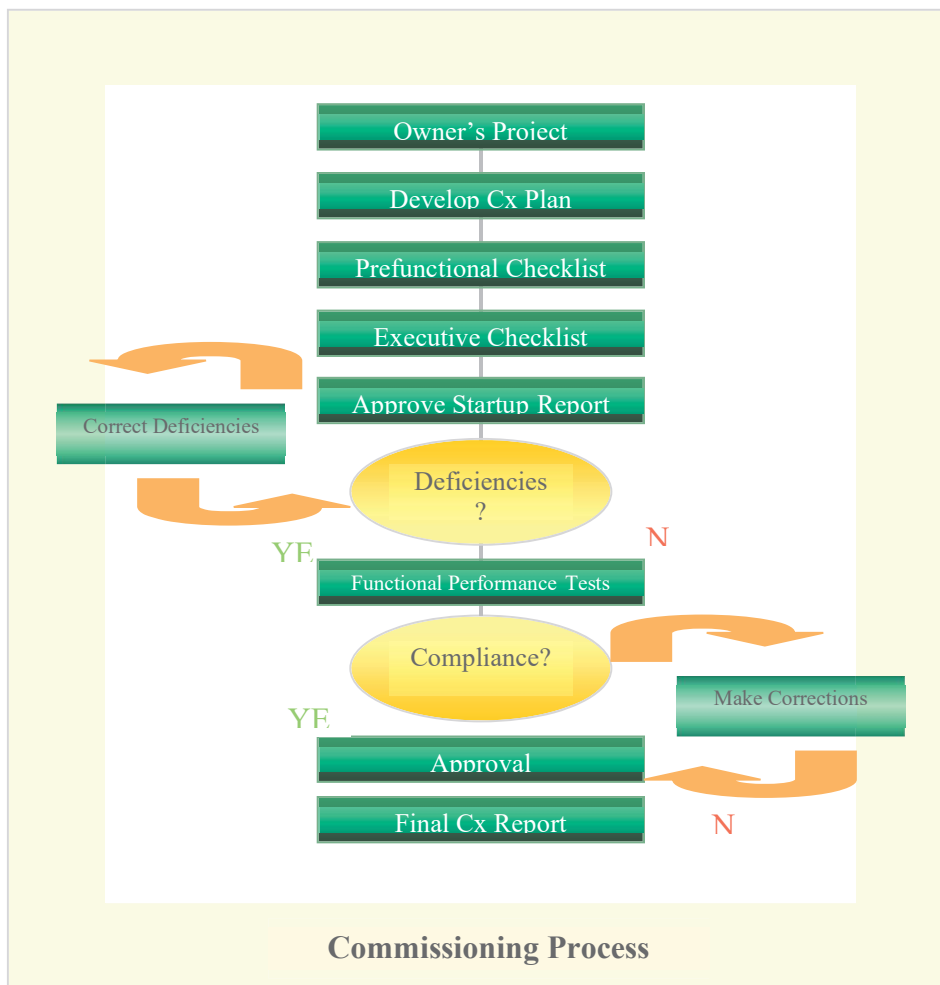 Owner's Project
Develop Cx Plan
Prefunctional Checklist
Executive Checklist
Approve Startup Report
Correct Deficiencies
Deficiencies
?
YE
N
Functional Performance Tests
Compliance?
Make Corrections
YE
Approval
N
Final Cx Report
Commissioning Process